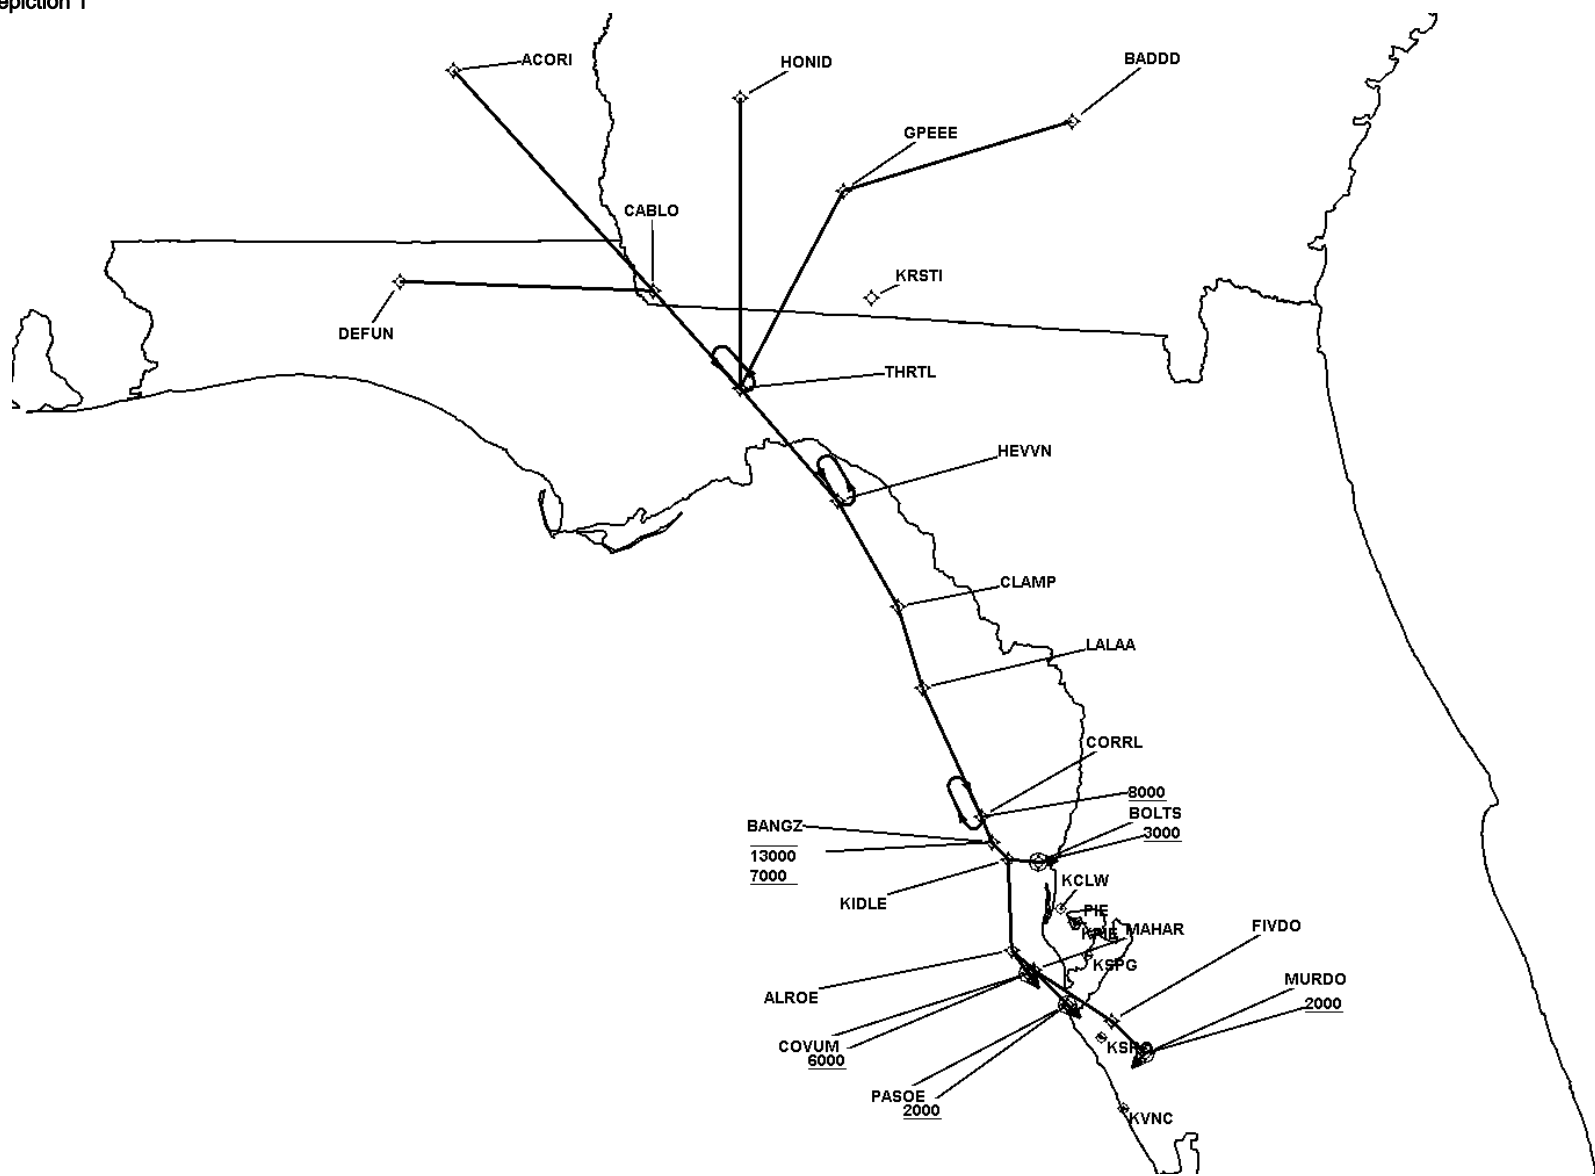 epiction 1
ACORI
HONID
BADDD
GPEEE
CABLO
KRSTI
DEFUN
THRTL
HEVVN
CLAMP
LALAA
CORRL
8000
BOLTS
3000
BANGZ
13000
7000
KIDLE
KCLW
PIE
KPIE
MAHAR
FIVDO
KSPG
MURDO
2000
ALROE
COVUM
6000
PASOE
2000
KVNC